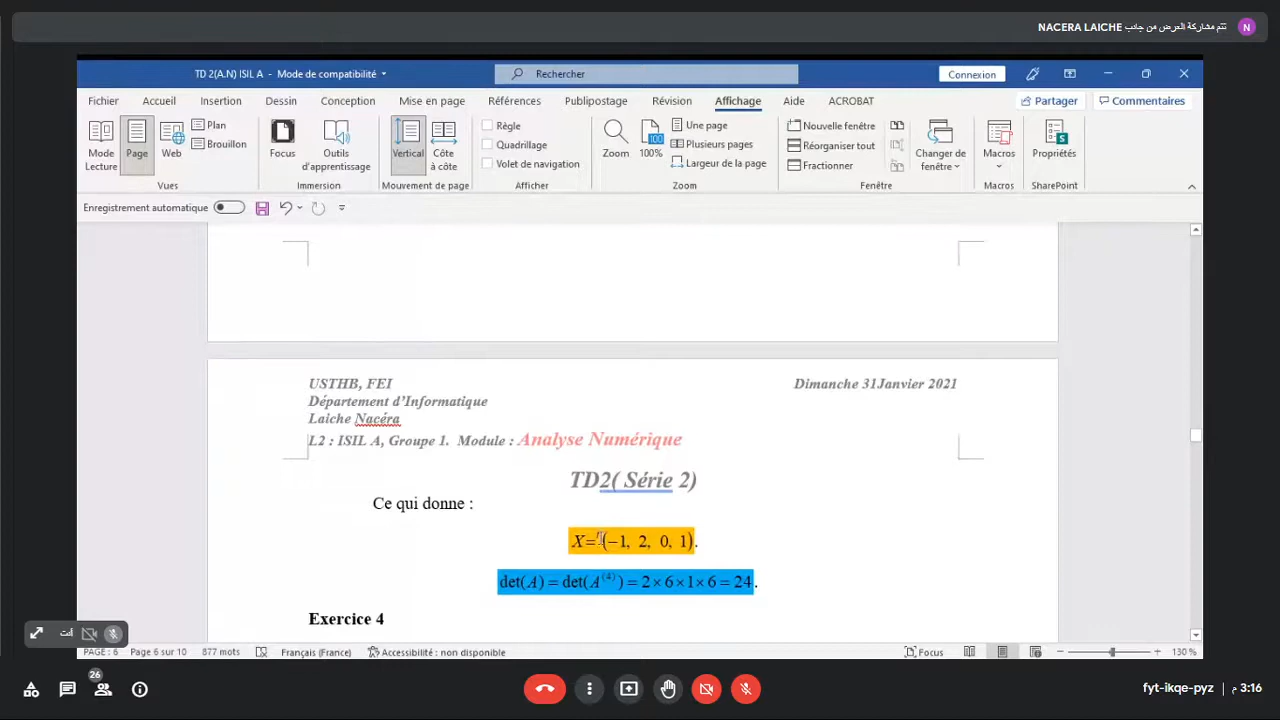 تتم مشاركة العرض من جانب NACERA LAICHE
N
TD 2(A.N) ISIL A - Mode de compatibilité
Rechercher
Connexion
Fichier Accueil Insertion Dessin Conception Mise en page Références Publipostage Révision Affichage Aide ACROBAT
Partager Commentaires
Mode Lecture
Page
Web
Plan
Brouillon
Vues
Focus
Outils d'apprentissage
Immersion
Vertical
Côte à côte
Mouvement de page
Règle
Quadrillage
Volet de navigation
Afficher
Zoom
100
100%
Une page
Plusieurs pages
Largeur de la page
Zoom
Nouvelle fenêtre
Réorganiser tout
Fractionner
Changer de fenêtre
Fenêtre
Macros
Macros
Propriétés
SharePoint
Enregistrement automatique
USTHB, FEI Dimanche 31Janvier 2021
Département d'Informatique
Laiche Nacéra
L2 : ISIL A, Groupe 1. Module : Analyse Numérique
TD2( Série 2)
Ce qui donne :
X=ᵗ(−1, 2, 0, 1).
det(A) = det(A⁽⁴⁾) = 2×6×1×6 = 24.
Exercice 4
أنت
PAGE : 6 Page 6 sur 10 877 mots Français (France) Accessibilité : non disponible Focus 130 %
26
fyt-ikqe-pyz | 3:16 م